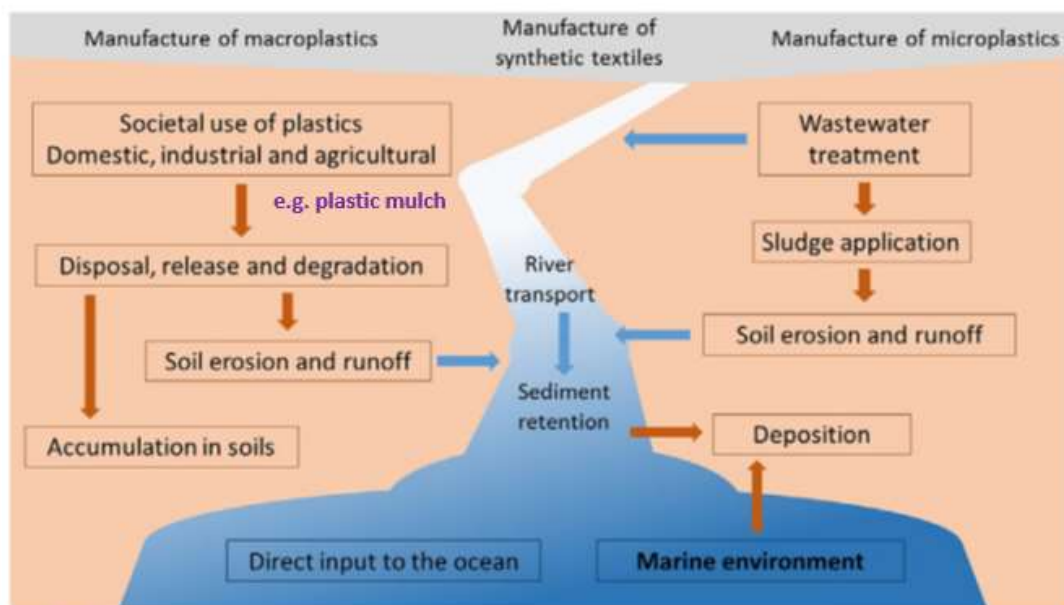 Manufacture of macroplastics
Manufacture of
synthetic textiles
Manufacture of microplastics
Societal use of plastics
Domestic, industrial and agricultural
Wastewater
treatment
e.g. plastic mulch
Disposal, release and degradation
River
transport
Sludge application
Soil erosion and runoff
Soil erosion and runoff
Sediment
retention
Accumulation in soils
Deposition
Direct input to the ocean
Marine environment